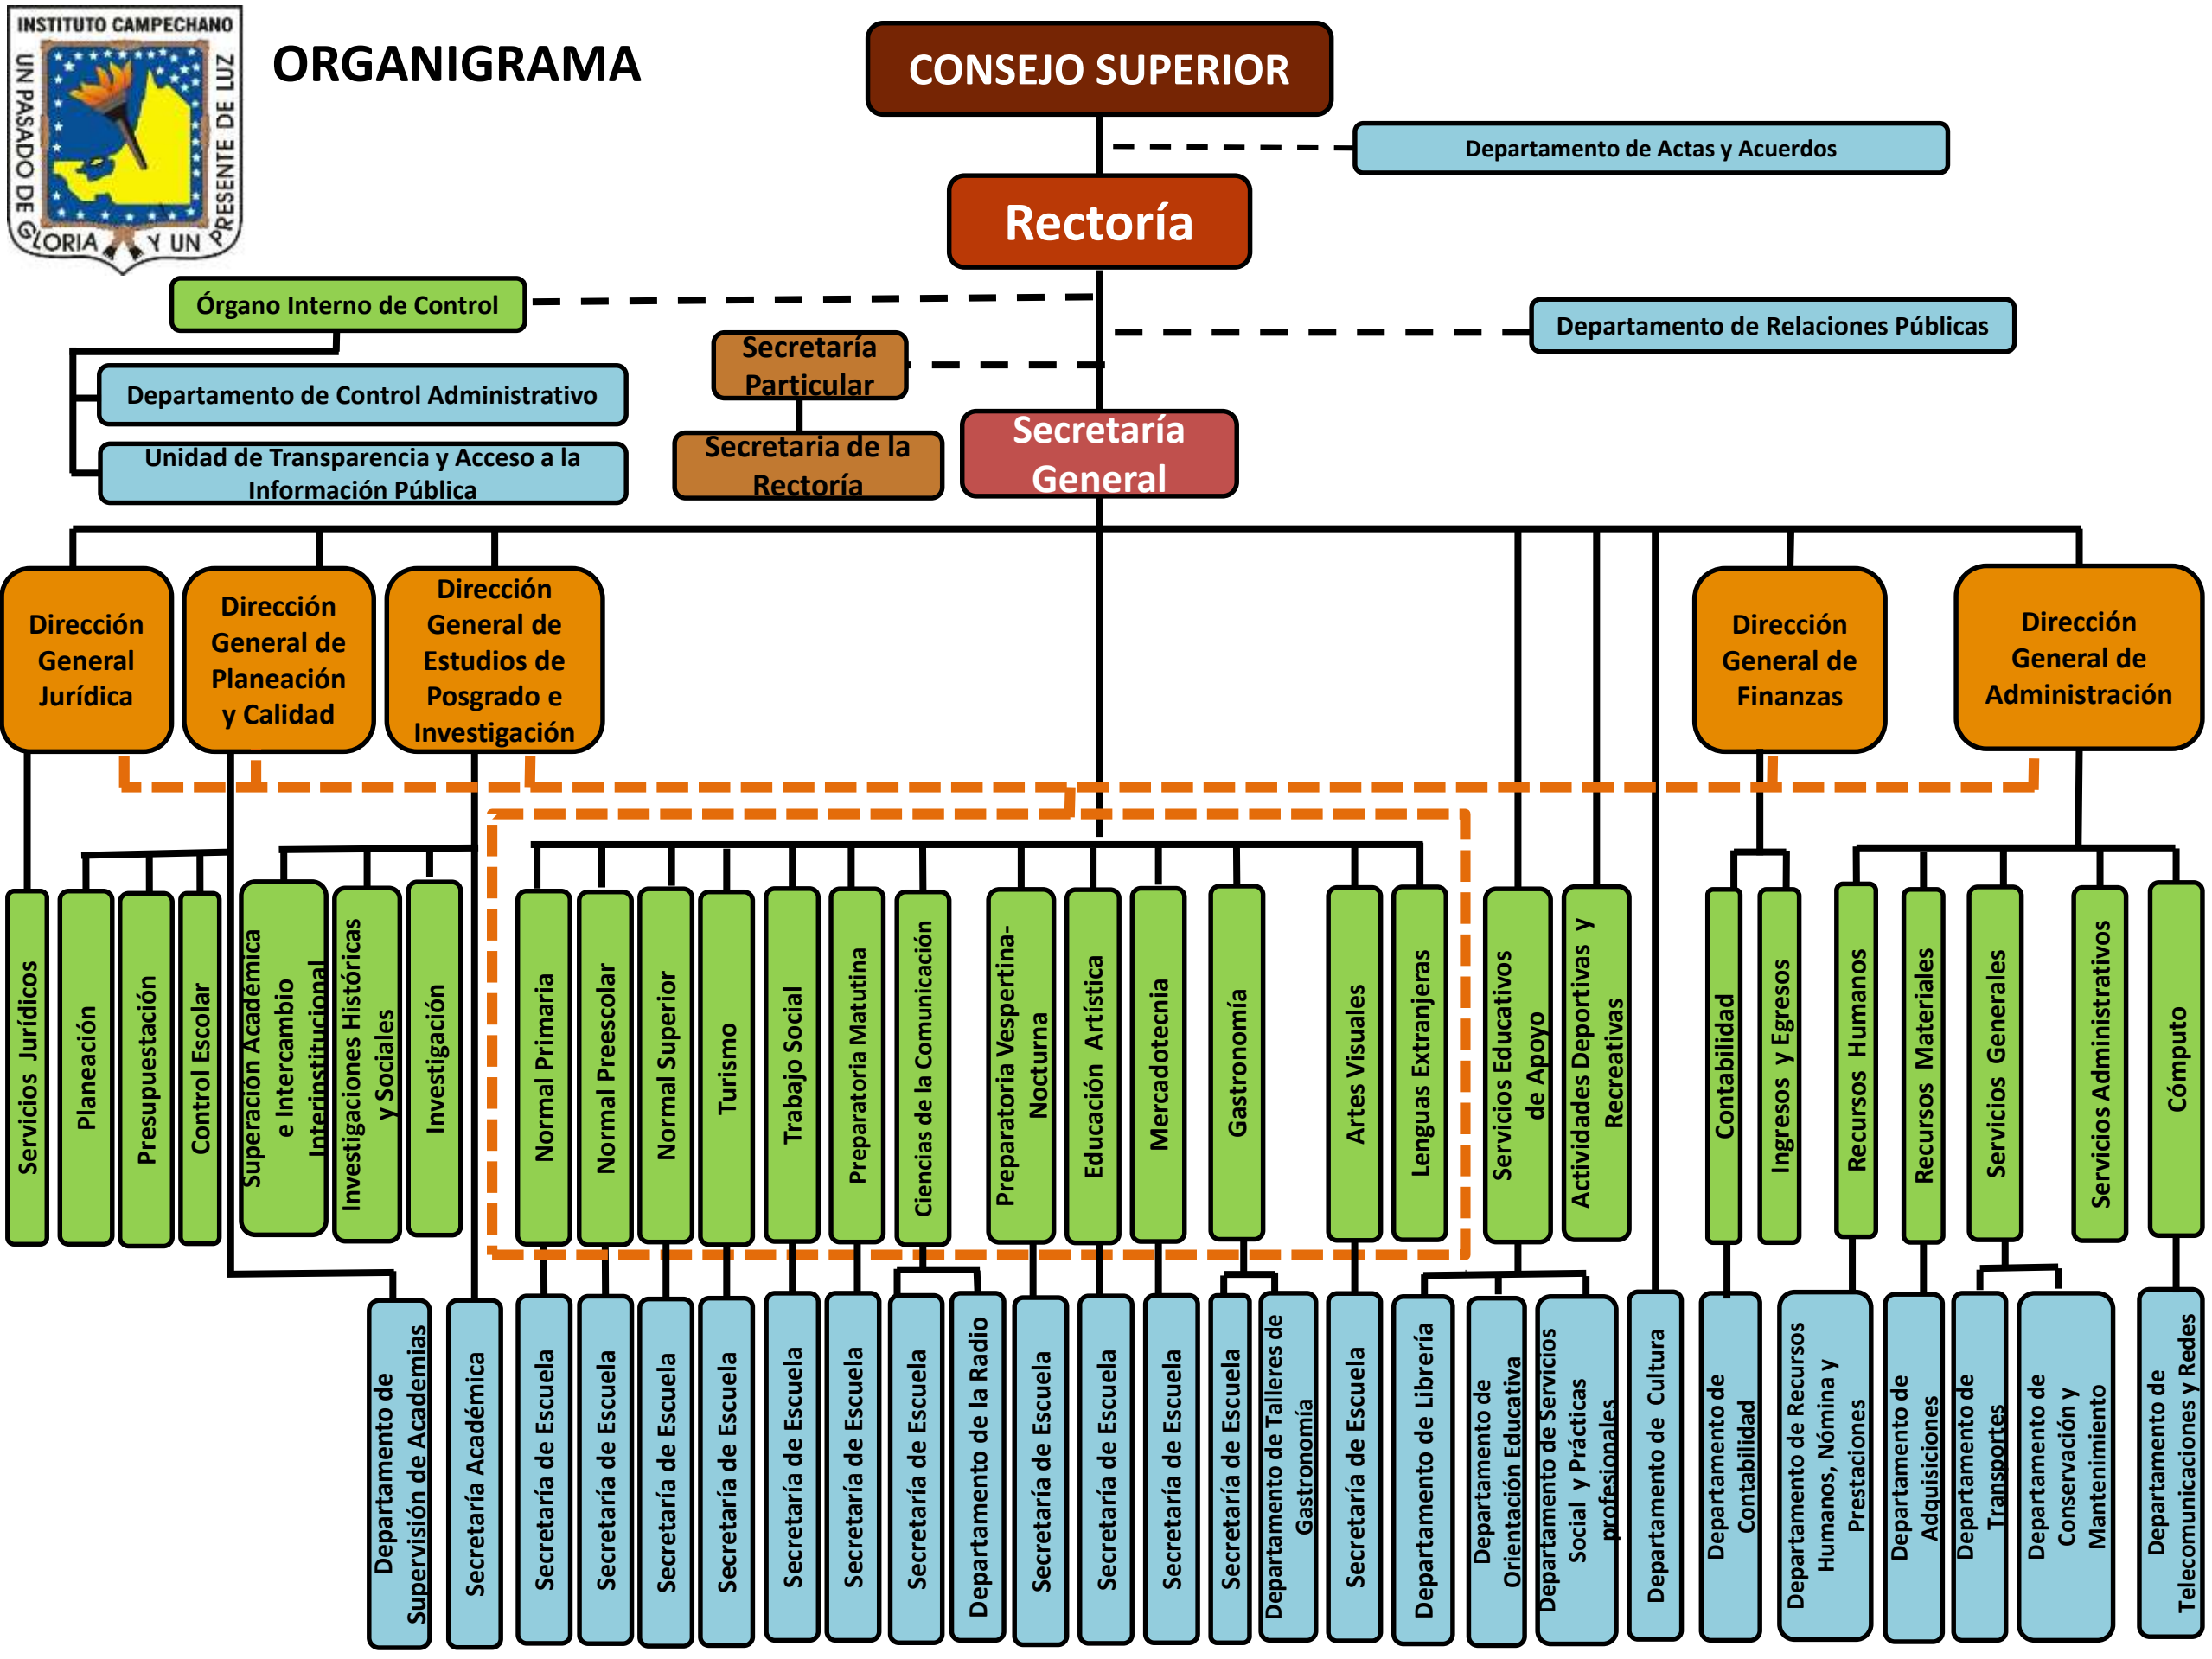 INSTITUTO CAMPECHANO
UN PASADO DE GLORIA Y UN PRESENTE DE LUZ
ORGANIGRAMA
CONSEJO SUPERIOR
Departamento de Actas y Acuerdos
Rectoría
Órgano Interno de Control
Departamento de Relaciones Públicas
Secretaría
Particular
Departamento de Control Administrativo
Secretaria de la
Rectoría
Secretaría
General
Unidad de Transparencia y Acceso a la
Información Pública
Dirección
General
Jurídica
Dirección
General de
Planeación
y Calidad
Dirección
General de
Estudios de
Posgrado e
Investigación
Dirección
General de
Finanzas
Dirección
General de
Administración
Servicios Jurídicos
Planeación
Presupuestación
Control Escolar
Superación Académica
e Intercambio
Interinstitucional
Investigaciones Históricas
y Sociales
Investigación
Normal Primaria
Normal Preescolar
Normal Superior
Turismo
Trabajo Social
Preparatoria Matutina
Ciencias de la Comunicación
Preparatoria Vespertina-
Nocturna
Educación Artística
Mercadotecnia
Gastronomía
Artes Visuales
Lenguas Extranjeras
Servicios Educativos
de Apoyo
Actividades Deportivas y
Recreativas
Contabilidad
Ingresos y Egresos
Recursos Humanos
Recursos Materiales
Servicios Generales
Servicios Administrativos
Cómputo
Departamento de
Supervisión de Academias
Secretaría Académica
Secretaría de Escuela
Secretaría de Escuela
Secretaría de Escuela
Secretaría de Escuela
Secretaría de Escuela
Secretaría de Escuela
Secretaría de Escuela
Departamento de la Radio
Secretaría de Escuela
Secretaría de Escuela
Secretaría de Escuela
Secretaría de Escuela
Departamento de Talleres de
Gastronomía
Secretaría de Escuela
Departamento de Librería
Departamento de
Orientación Educativa
Departamento de Servicios
Social y Prácticas
profesionales
Departamento de Cultura
Departamento de
Contabilidad
Departamento de Recursos
Humanos, Nómina y
Prestaciones
Departamento de
Adquisiciones
Departamento de
Transportes
Departamento de
Conservación y
Mantenimiento
Departamento de
Telecomunicaciones y Redes